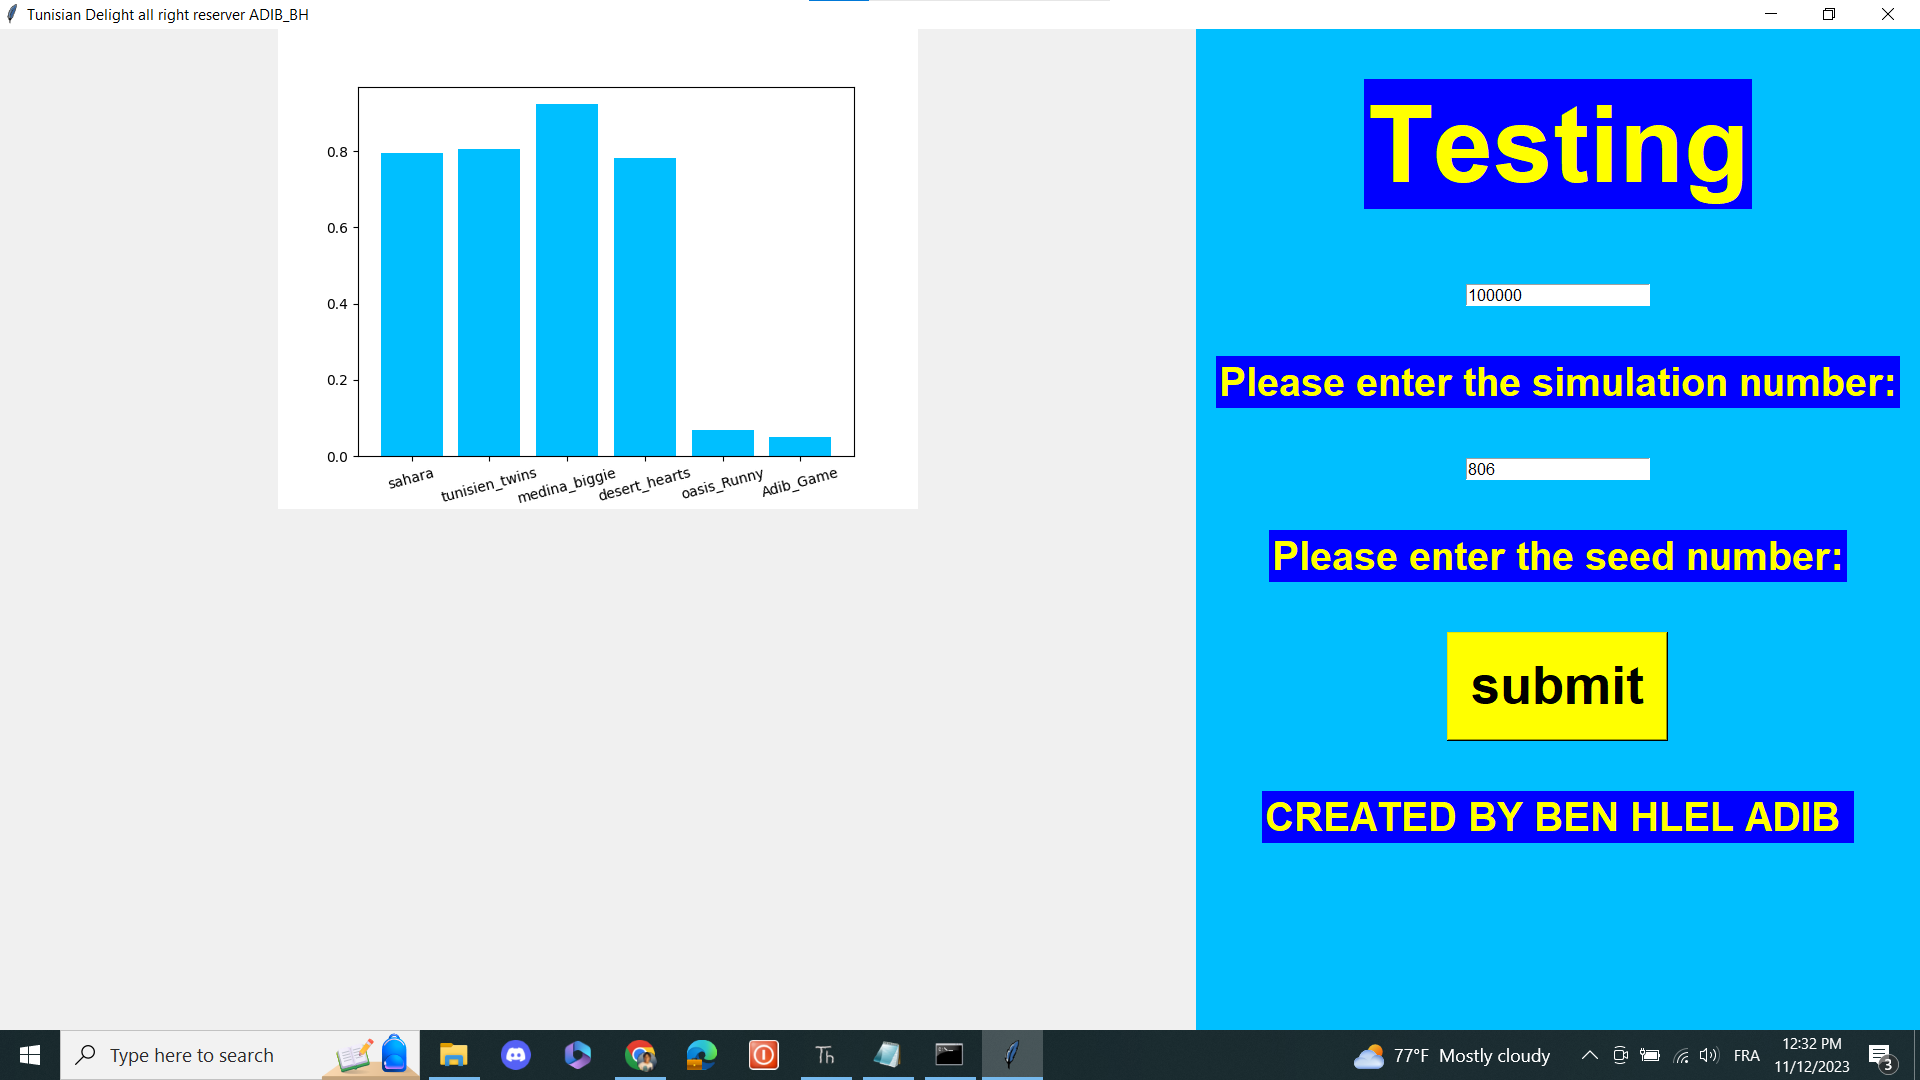 Tunisian Delight all right reserver ADIB_BH
0.8
0.6
0.4
0.2
0.0
sahara
tunisien_twins
medina_biggie
desert_hearts
oasis_Runny
Adib_Game
Testing
100000
Please enter the simulation number:
806
Please enter the seed number:
submit
CREATED BY BEN HLEL ADIB
Type here to search
Th
77°F Mostly cloudy
FRA
12:32 PM
11/12/2023
3